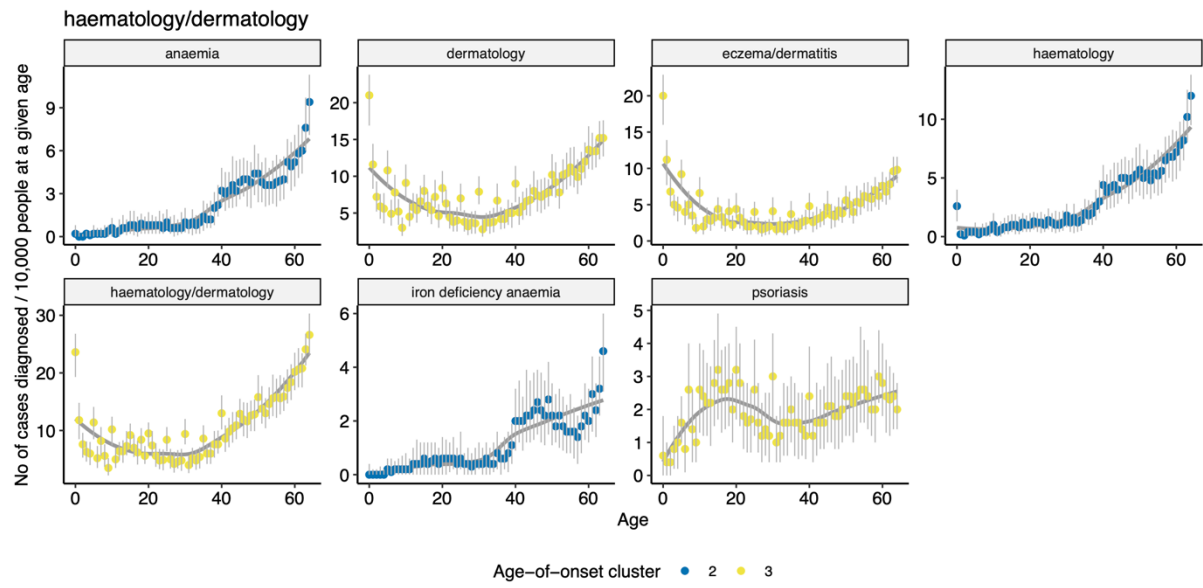 haematology/dermatology
No of cases diagnosed / 10,000 people at a given age
anaemia
9
6
3
0
0 20 40 60
dermatology
20
15
10
5
0 20 40 60
eczema/dermatitis
20
15
10
5
0
0 20 40 60
haematology
10
5
0
0 20 40 60
haematology/dermatology
30
20
10
0 20 40 60
iron deficiency anaemia
6
4
2
0
0 20 40 60
psoriasis
5
4
3
2
1
0
0 20 40 60
Age
Age−of−onset cluster 2 3